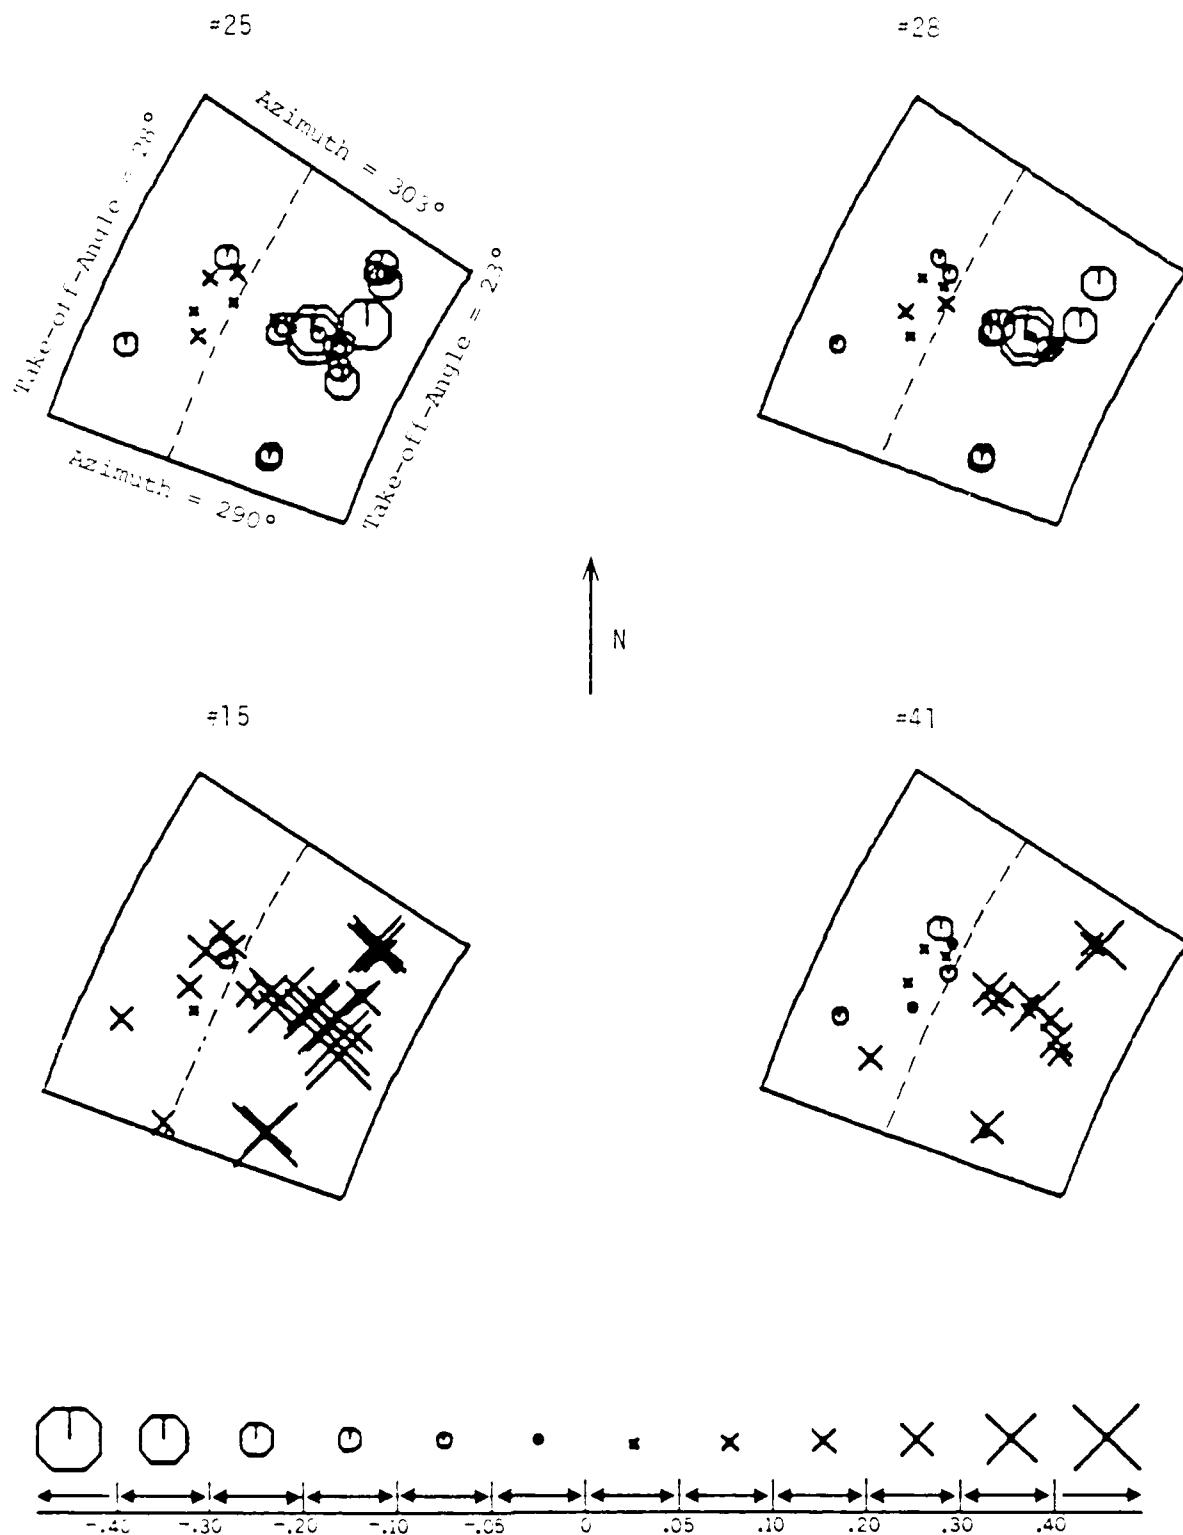 #25
#28
Azimuth = 303°
Take-off-Angle = 28°
Take-off-Angle = 23°
Azimuth = 290°
N
#15
#41
-.40 -.30 -.20 -.10 -.05 0 .05 .10 .20 .30 .40